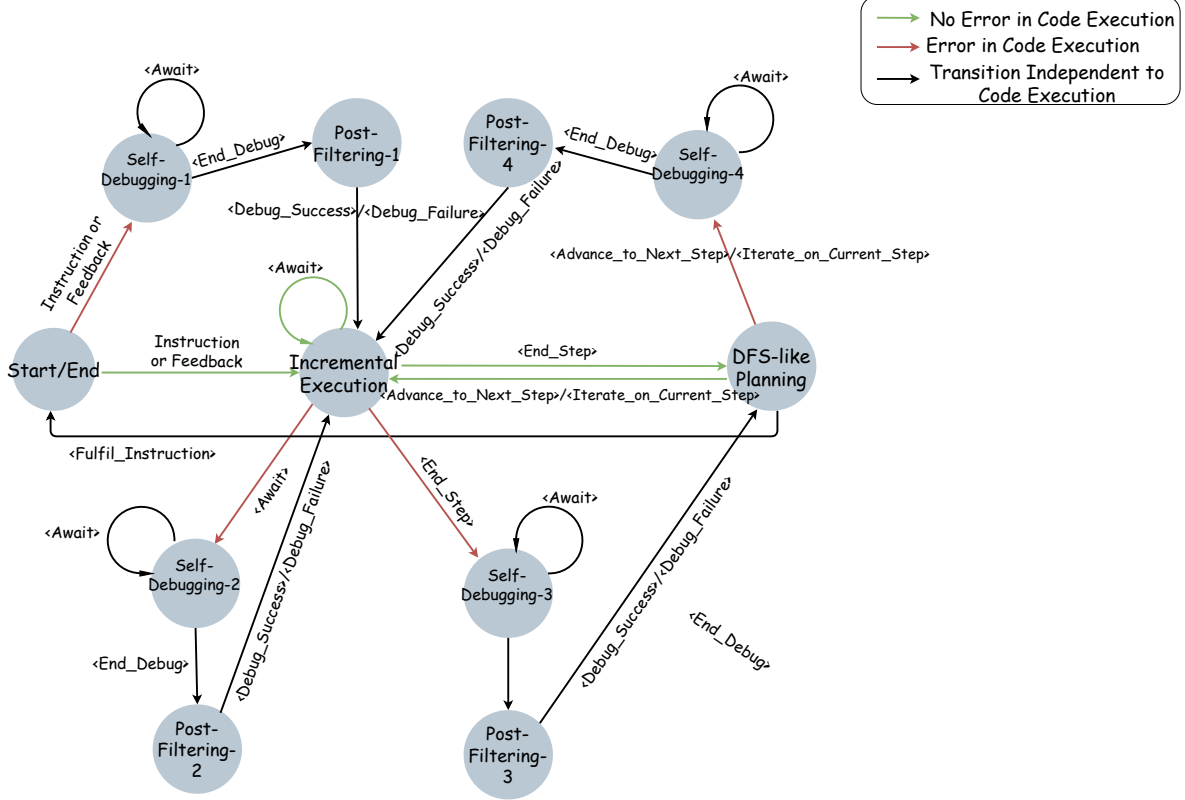 No Error in Code Execution
Error in Code Execution
Transition Independent to
Code Execution
<Await>
<Await>
Self-
Debugging-1
<End_Debug>
Post-
Filtering-1
Post-
Filtering-
4
<End_Debug>
Self-
Debugging-4
Instruction or
Feedback
<Debug_Success>/<Debug_Failure>
<Debug_Success>/<Debug_Failure>
<Advance_to_Next_Step>/<Iterate_on_Current_Step>
<Await>
Start/End
Instruction
or Feedback
Incremental
Execution
<End_Step>
<Advance_to_Next_Step>/<Iterate_on_Current_Step>
DFS-like
Planning
<Fulfil_Instruction>
<Await>
<End_Step>
<Await>
Self-
Debugging-2
<Debug_Success>/<Debug_Failure>
<Await>
Self-
Debugging-3
<Debug_Success>/<Debug_Failure>
<End_Debug>
<End_Debug>
Post-
Filtering-
2
Post-
Filtering-
3